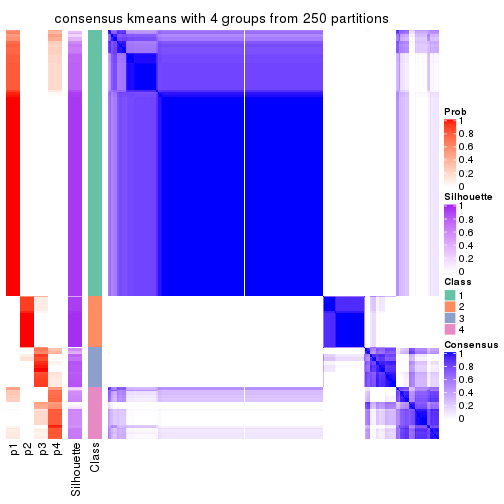 consensus kmeans with 4 groups from 250 partitions
Prob
1
0.8
0.6
0.4
0.2
0
Silhouette
1
0.8
0.6
0.4
0.2
0
Class
1
2
3
4
Consensus
1
0.8
0.6
0.4
0.2
0
p1
p2
p3
p4
Silhouette
Class